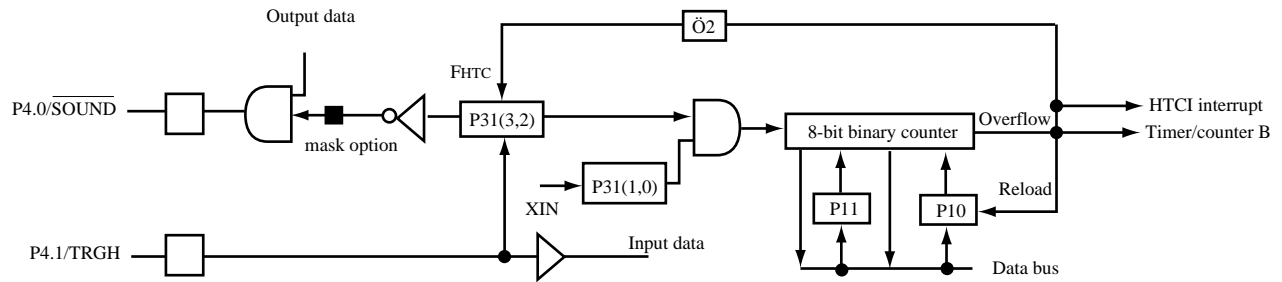 Output data
Ö2
FHTC
P4.0/SOUND
HTCI interrupt
P31(3,2)
8-bit binary counter
Overflow
Timer/counter B
mask option
P31(1,0)
XIN
P11
P10
Reload
P4.1/TRGH
Input data
Data bus